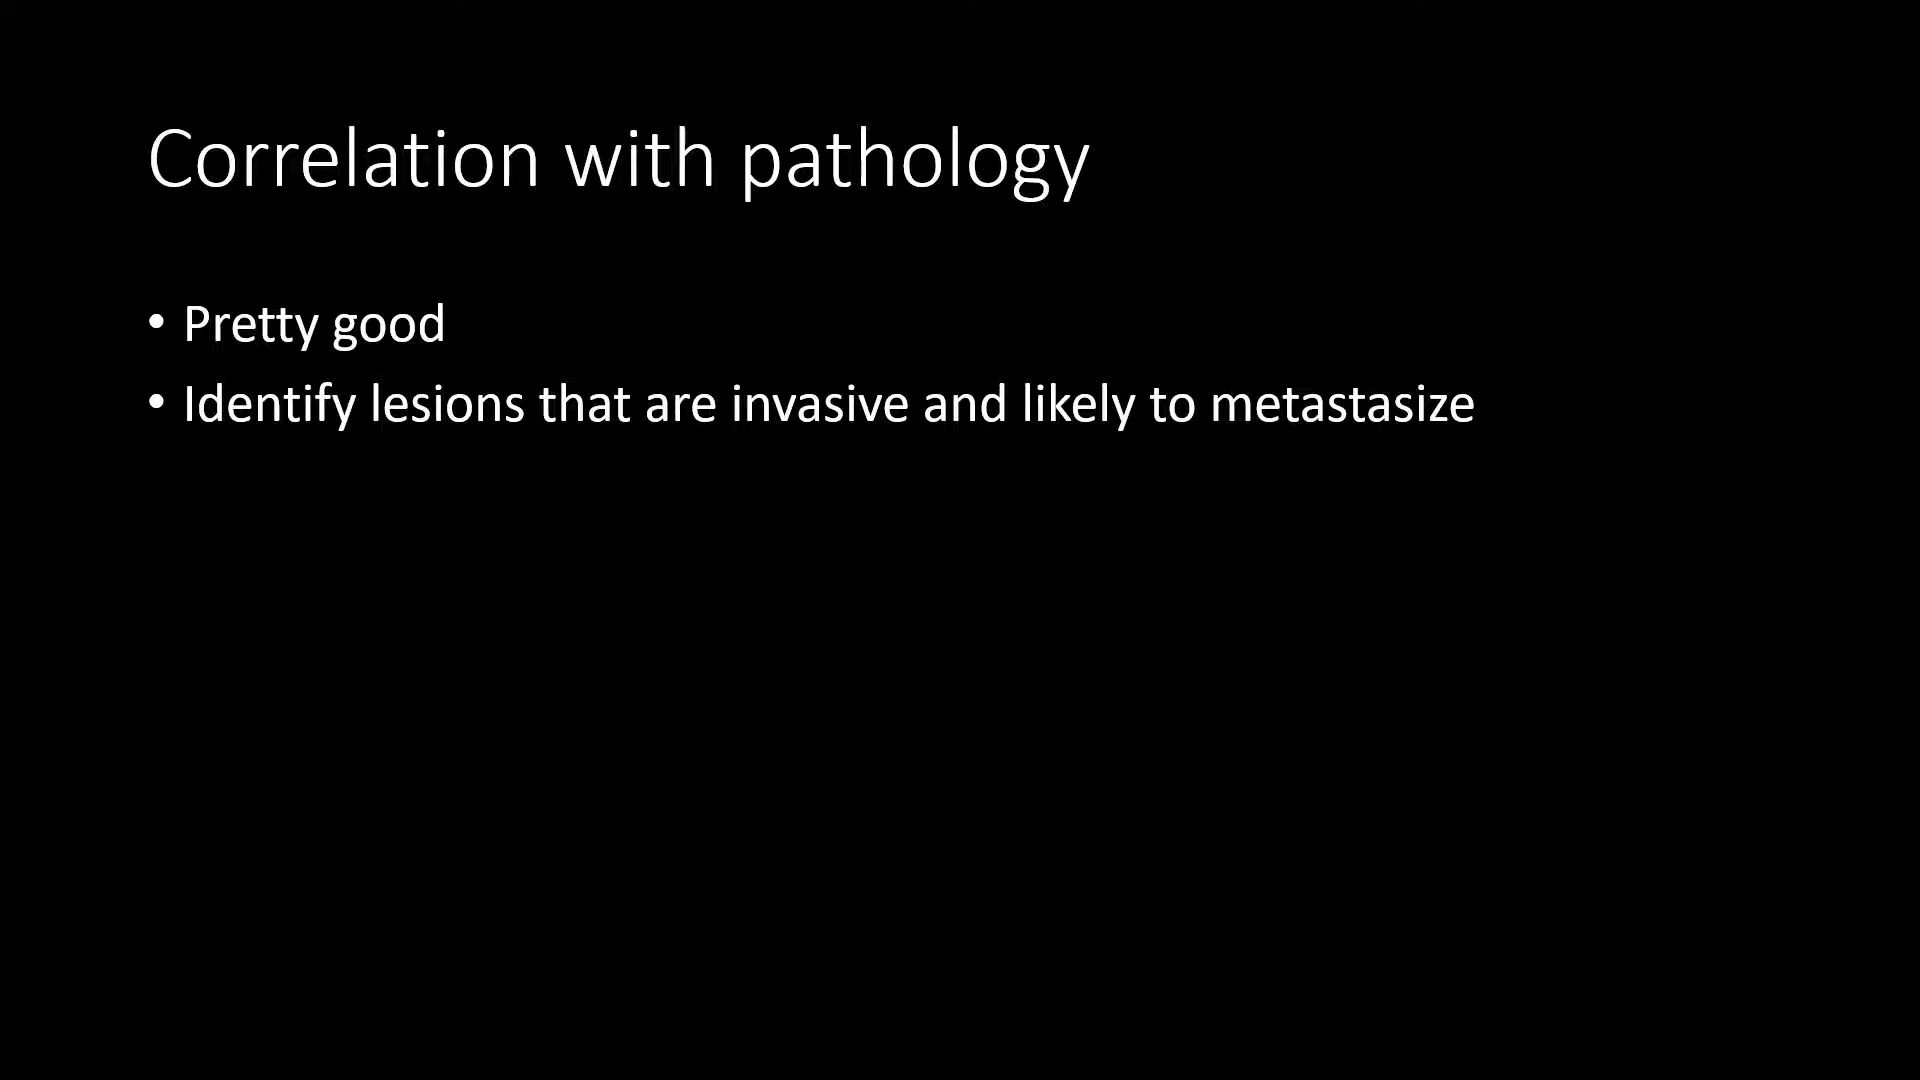 Correlation with pathology
• Pretty good
• Identify lesions that are invasive and likely to metastasize